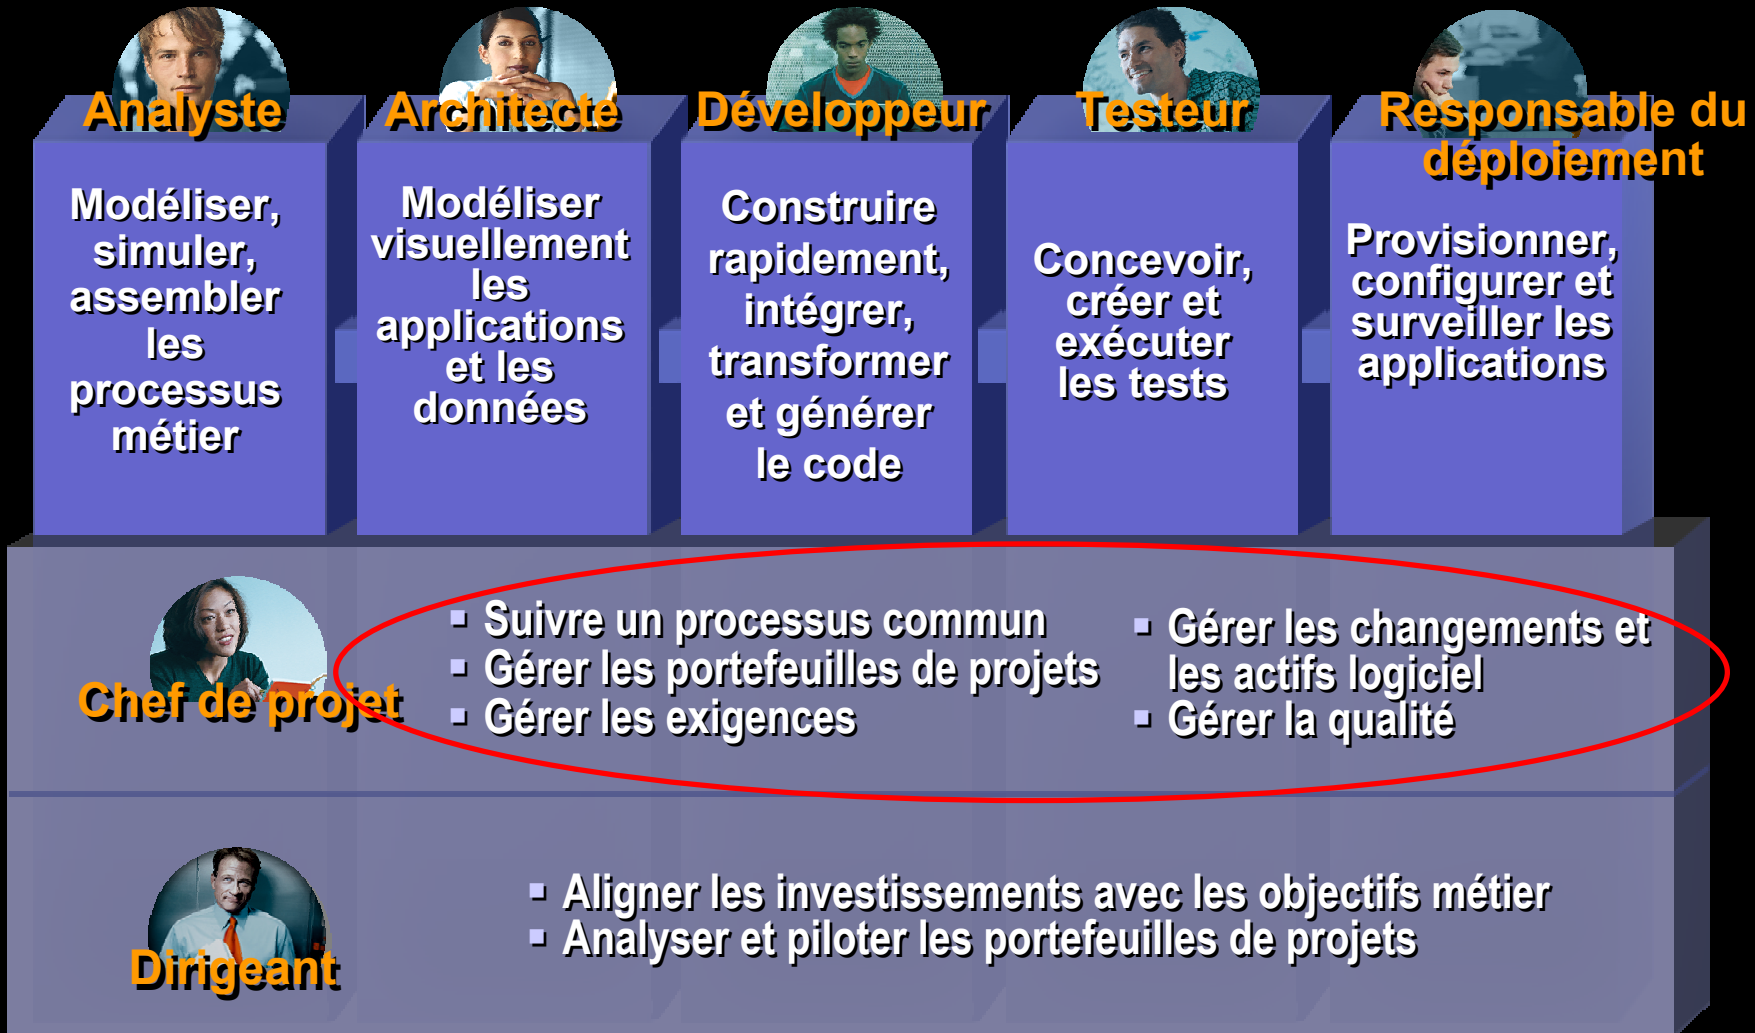 Analyste
Modéliser,
simuler,
assembler
les
processus
métier
Architecte
Modéliser
visuellement
les
applications
et les
données
Développeur
Construire
rapidement,
intégrer,
transformer
et générer
le code
Testeur
Concevoir,
créer et
exécuter
les tests
Responsable du
déploiement
Provisionner,
configurer et
surveiller les
applications
Chef de projet
▪ Suivre un processus commun
▪ Gérer les portefeuilles de projets
▪ Gérer les exigences
▪ Gérer les changements et
les actifs logiciel
▪ Gérer la qualité
Dirigeant
▪ Aligner les investissements avec les objectifs métier
▪ Analyser et piloter les portefeuilles de projets